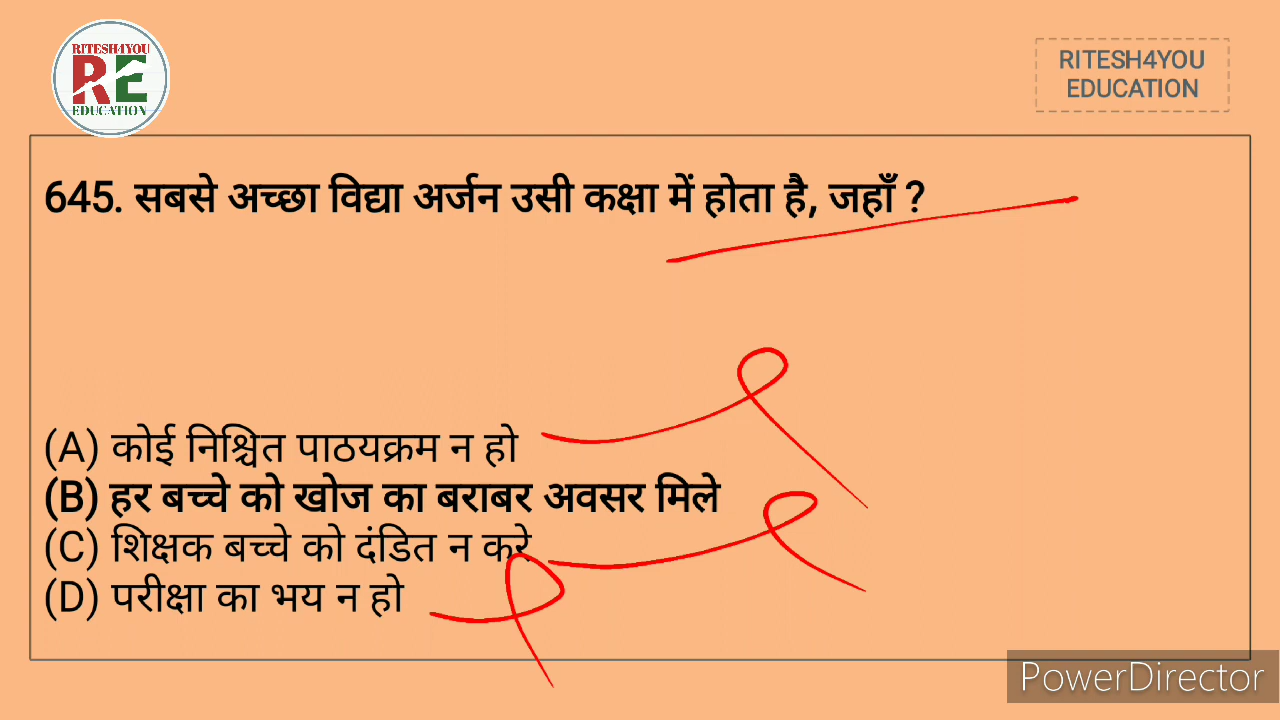 RITESH4YOU
RE
EDUCATION
RITESH4YOU
EDUCATION
645. सबसे अच्छा विद्या अर्जन उसी कक्षा में होता है, जहाँ ?
(A) कोई निश्चित पाठयक्रम न हो
(B) हर बच्चे को खोज का बराबर अवसर मिले
(C) शिक्षक बच्चे को दंडित न करे
(D) परीक्षा का भय न हो
PowerDirector